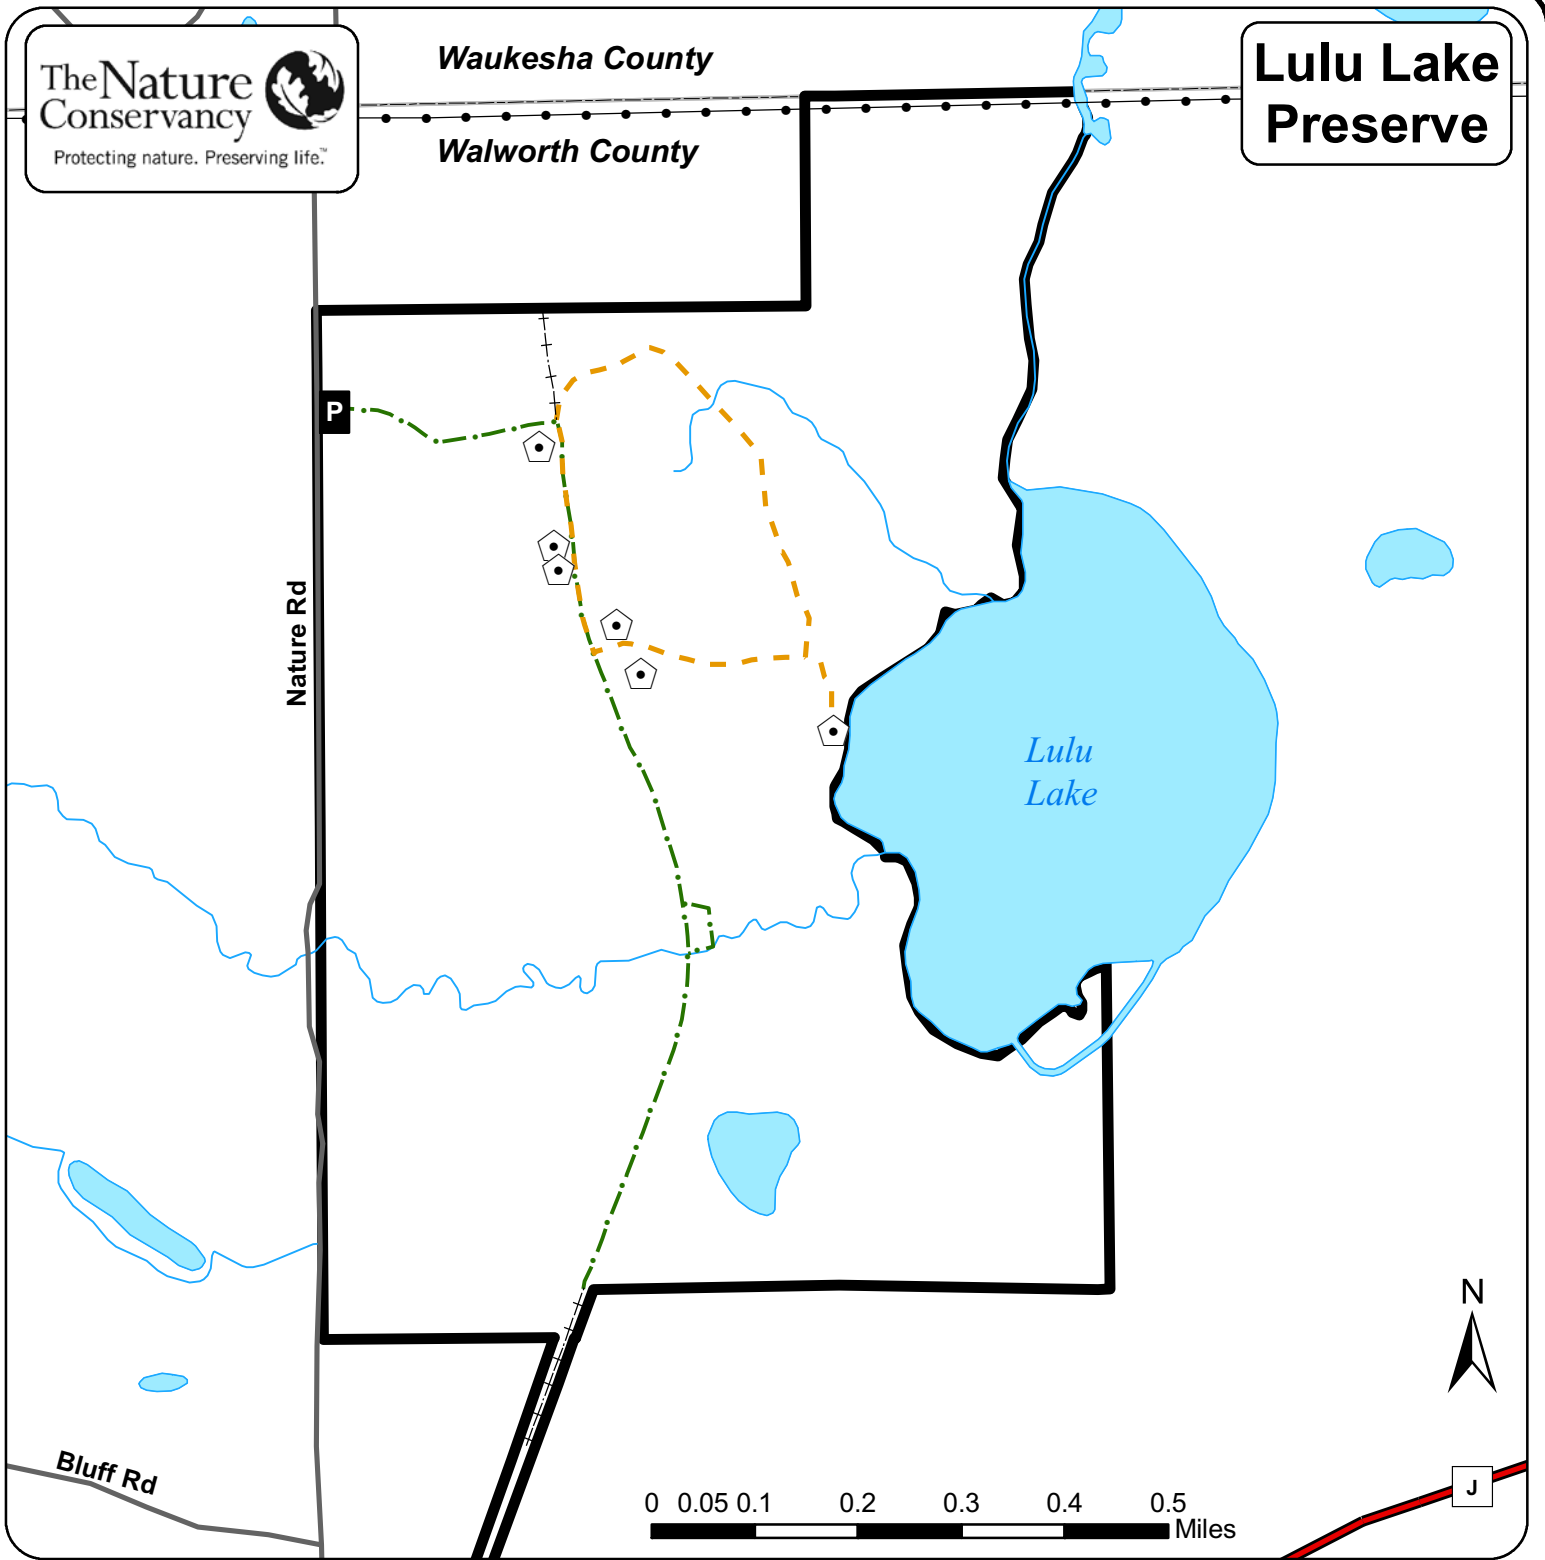 The Nature
Conservancy
Protecting nature. Preserving life.™
Waukesha County
Walworth County
Lulu Lake
Preserve
P
Nature Rd
Lulu
Lake
N
Bluff Rd
J
0 0.05 0.1 0.2 0.3 0.4 0.5
Miles